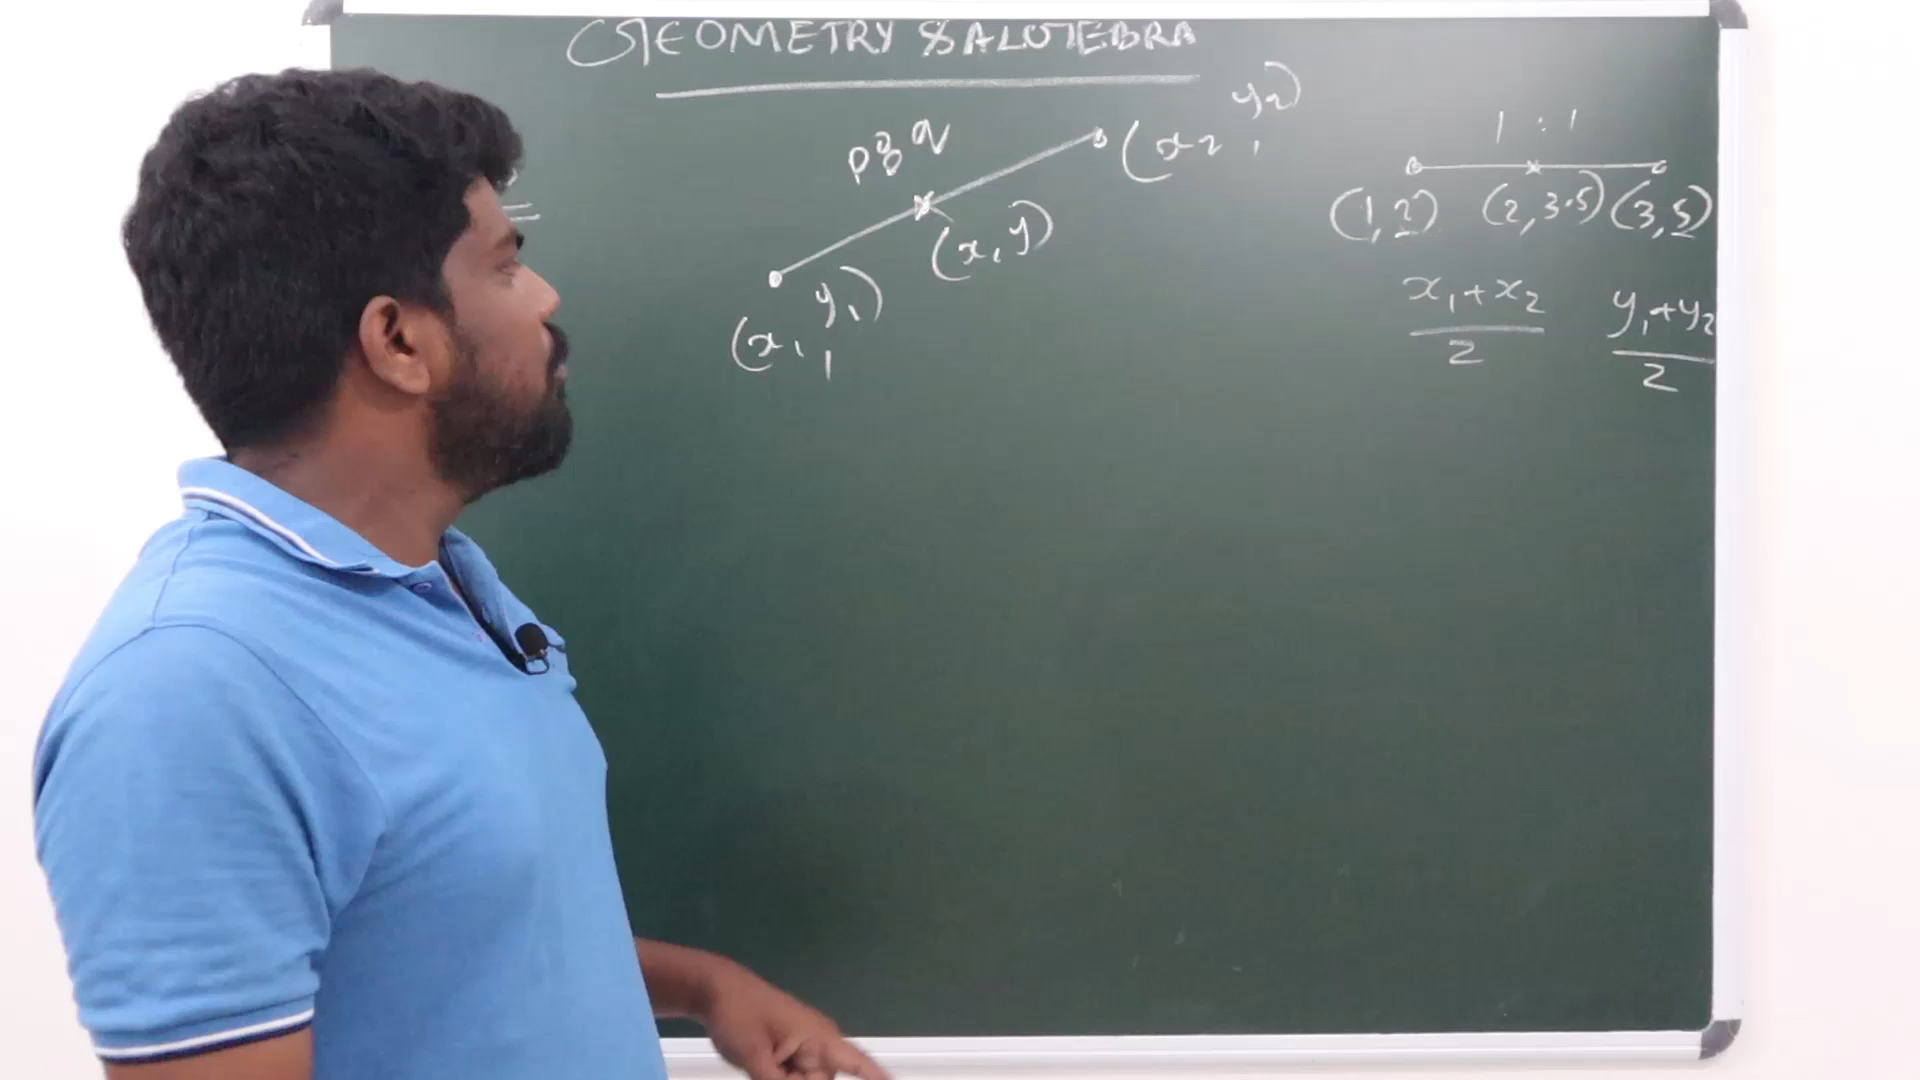 GEOMETRY & ALGEBRA
p : q
(x₁, y₁)
(x, y)
(x₂, y₂)
1 : 1
(1, 2) (2, 3.5) (3, 5)
x₁+x₂/2 y₁+y₂/2